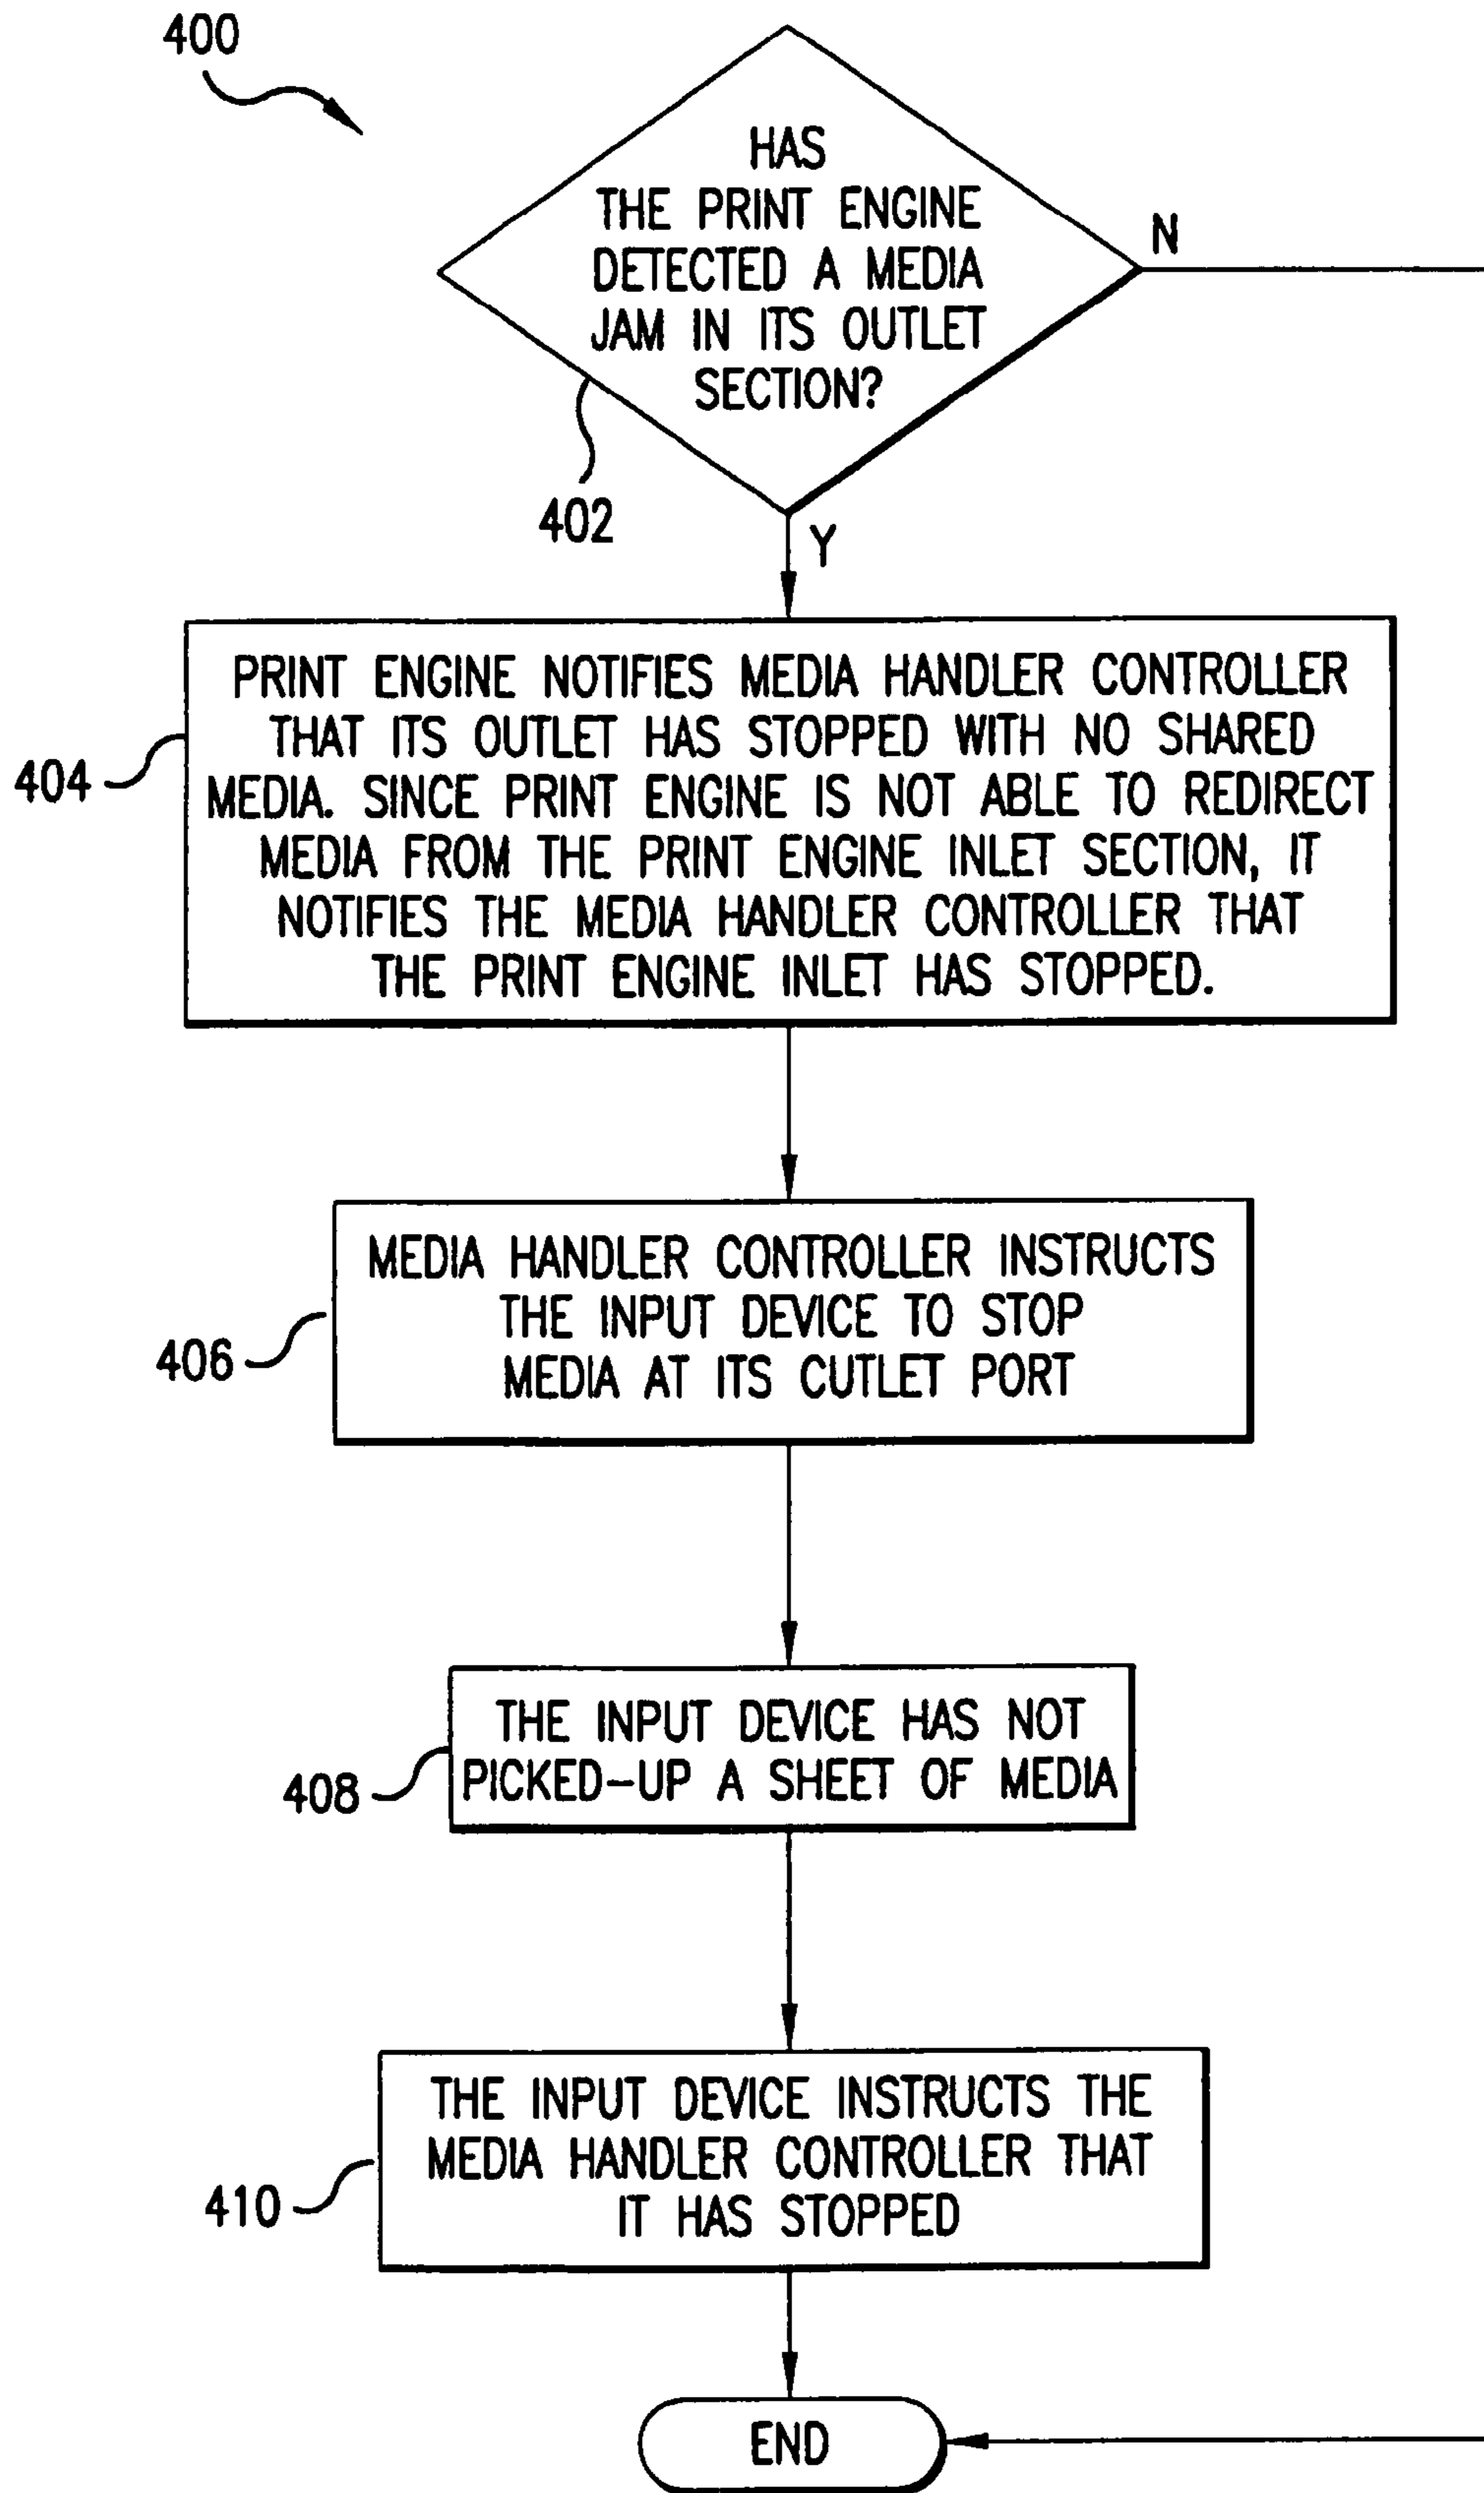 400
HAS
THE PRINT ENGINE
DETECTED A MEDIA
JAM IN ITS OUTLET
SECTION?
N
402
Y
PRINT ENGINE NOTIFIES MEDIA HANDLER CONTROLLER
THAT ITS OUTLET HAS STOPPED WITH NO SHARED
MEDIA. SINCE PRINT ENGINE IS NOT ABLE TO REDIRECT
MEDIA FROM THE PRINT ENGINE INLET SECTION, IT
NOTIFIES THE MEDIA HANDLER CONTROLLER THAT
THE PRINT ENGINE INLET HAS STOPPED.
404
MEDIA HANDLER CONTROLLER INSTRUCTS
THE INPUT DEVICE TO STOP
MEDIA AT ITS CUTLET PORT
406
THE INPUT DEVICE HAS NOT
PICKED-UP A SHEET OF MEDIA
408
THE INPUT DEVICE INSTRUCTS THE
MEDIA HANDLER CONTROLLER THAT
IT HAS STOPPED
410
END